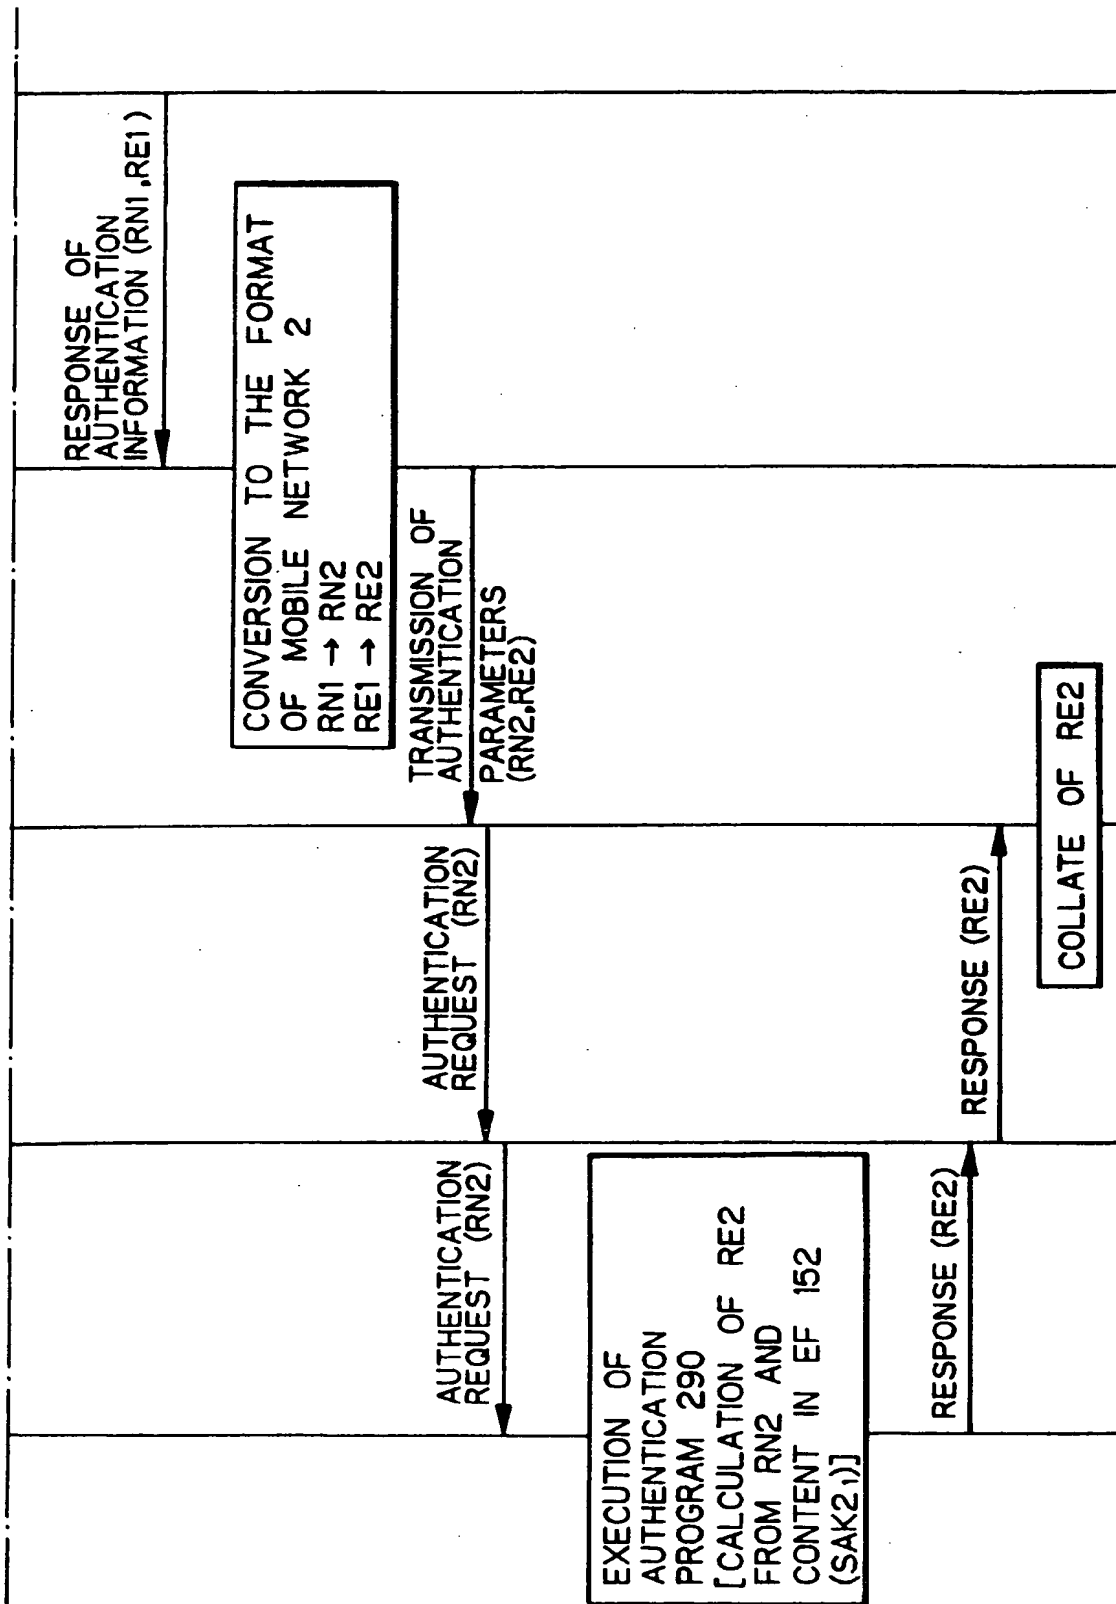 RESPONSE OF
AUTHENTICATION
INFORMATION (RN1,RE1)
CONVERSION TO THE FORMAT
OF MOBILE NETWORK 2
RN1 → RN2
RE1 → RE2
TRANSMISSION OF
AUTHENTICATION
PARAMETERS
(RN2,RE2)
AUTHENTICATION
REQUEST (RN2)
AUTHENTICATION
REQUEST (RN2)
EXECUTION OF
AUTHENTICATION
PROGRAM 290
[CALCULATION OF RE2
FROM RN2 AND
CONTENT IN EF 152
(SAK2₁)]
RESPONSE (RE2)
RESPONSE (RE2)
COLLATE OF RE2